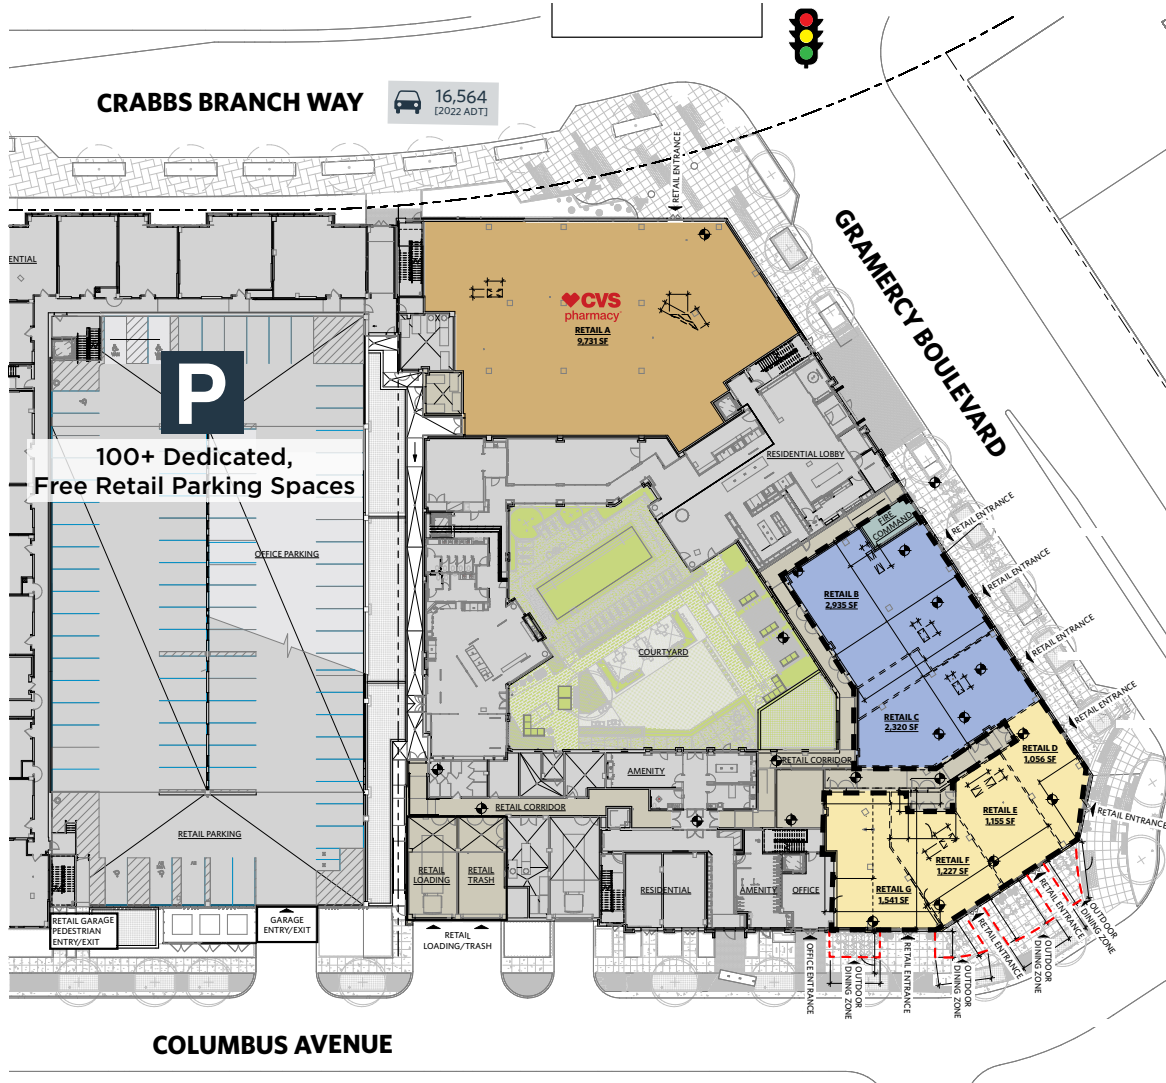 CRABBS BRANCH WAY
16,564
[2022 ADT]
RETAIL ENTRANCE
GRAMERCY BOULEVARD
ENTIAL
CVS
pharmacy
RETAIL A
9,731 SF
P
100+ Dedicated,
Free Retail Parking Spaces
RESIDENTIAL LOBBY
OFFICE PARKING
FIRE
COMMAND
RETAIL ENTRANCE
RETAIL ENTRANCE
RETAIL ENTRANCE
RETAIL ENTRANCE
RETAIL ENTRANCE
RETAIL B
2,935 SF
COURTYARD
RETAIL C
2,320 SF
RETAIL D
1,056 SF
RETAIL CORRIDOR
AMENITY
RETAIL CORRIDOR
RETAIL E
1,155 SF
RETAIL PARKING
RETAIL F
1,227 SF
RETAIL
LOADING
RETAIL
TRASH
RESIDENTIAL
AMENITY
OFFICE
RETAIL G
1,541 SF
RETAIL GARAGE
PEDESTRIAN
ENTRY/EXIT
GARAGE
ENTRY/EXIT
RETAIL
LOADING/TRASH
OFFICE ENTRANCE
OUTDOOR
DINING ZONE
RETAIL ENTRANCE
OUTDOOR
DINING ZONE
RETAIL ENTRANCE
OUTDOOR
DINING ZONE
RETAIL ENTRANCE
OUTDOOR
DINING ZONE
COLUMBUS AVENUE